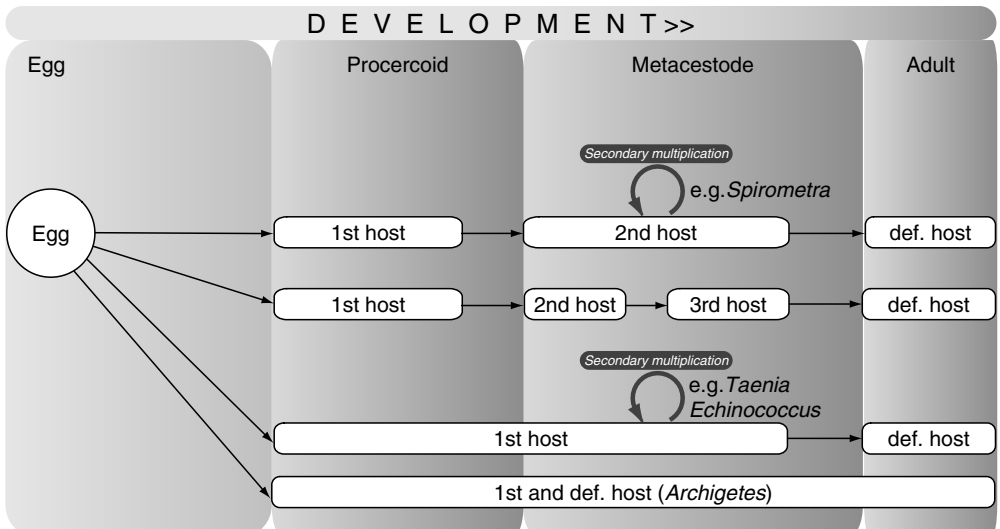 D E V E L O P M E N T >>
Egg Procercoid Metacestode Adult
Secondary multiplication
e.g. Spirometra
Egg 1st host 2nd host def. host
1st host 2nd host 3rd host def. host
Secondary multiplication
e.g. Taenia
Echinococcus
1st host def. host
1st and def. host (Archigetes)